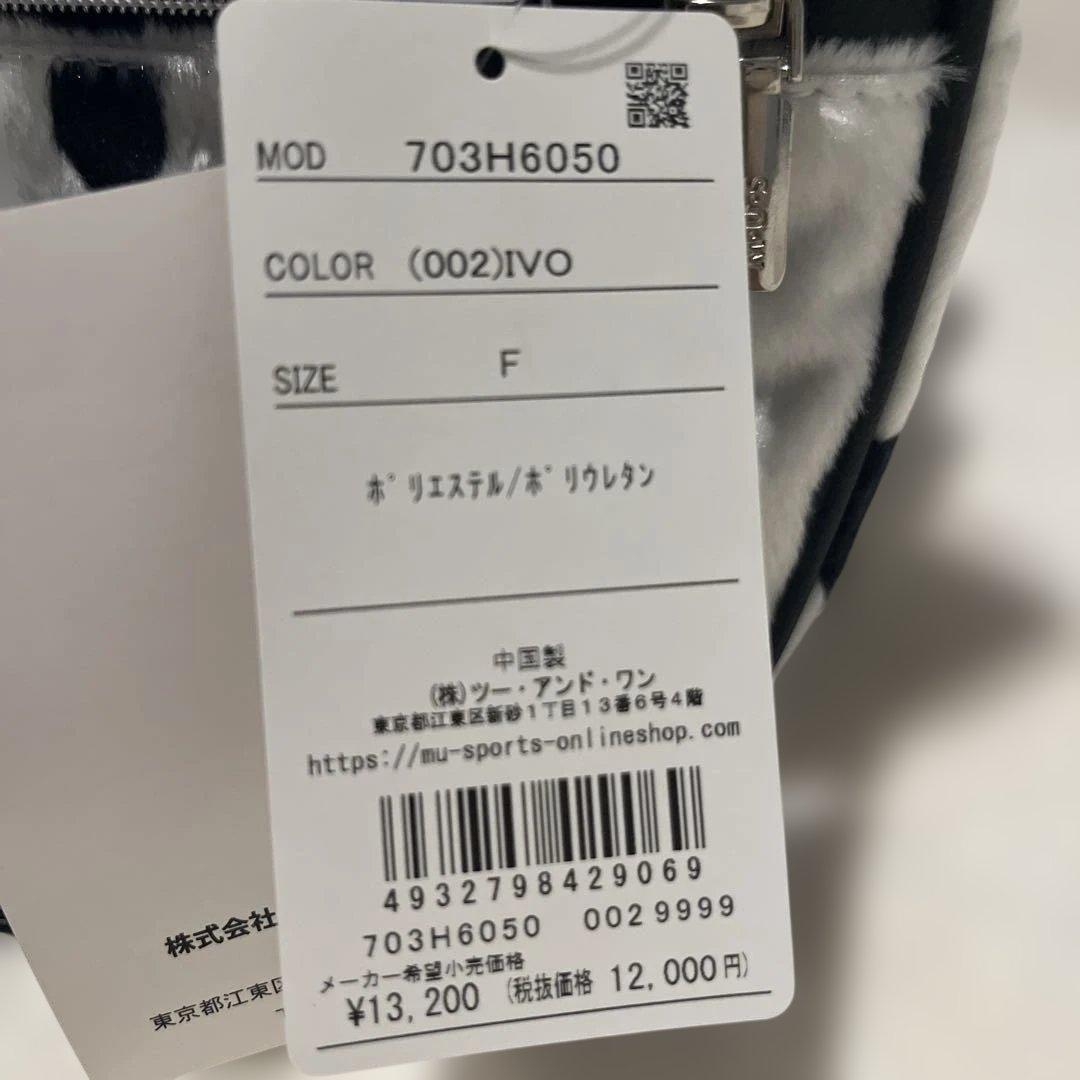 MOD 703H6050
COLOR (002)IVO
SIZE F
ポリエステル/ポリウレタン
中国製
(株)ツー・アンド・ワン
東京都江東区新砂1丁目13番6号4階
https://mu-sports-onlineshop.com
4932798429069
703H6050 002 9999
メーカー希望小売価格
¥13,200 (税抜価格 12,000円)
株式会社
東京都江東区